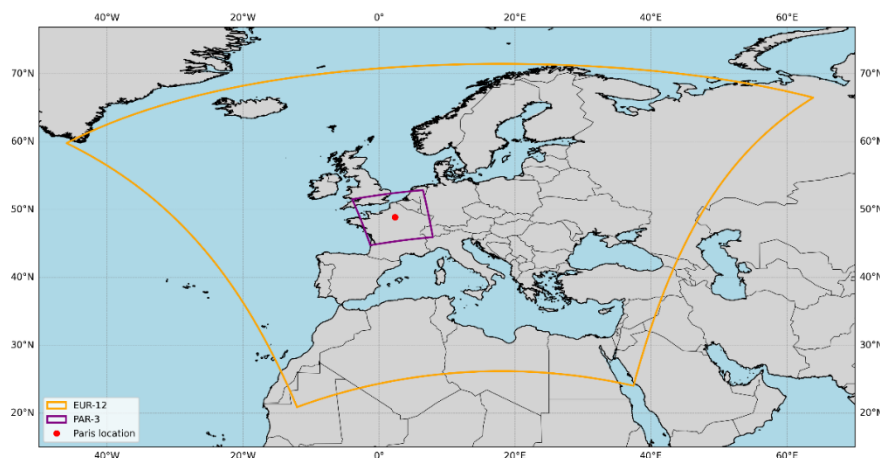 40°W 20°W 0° 20°E 40°E 60°E
70°N 70°N
60°N 60°N
50°N 50°N
40°N 40°N
30°N 30°N
20°N 20°N
EUR-12
PAR-3
Paris location
40°W 20°W 0° 20°E 40°E 60°E